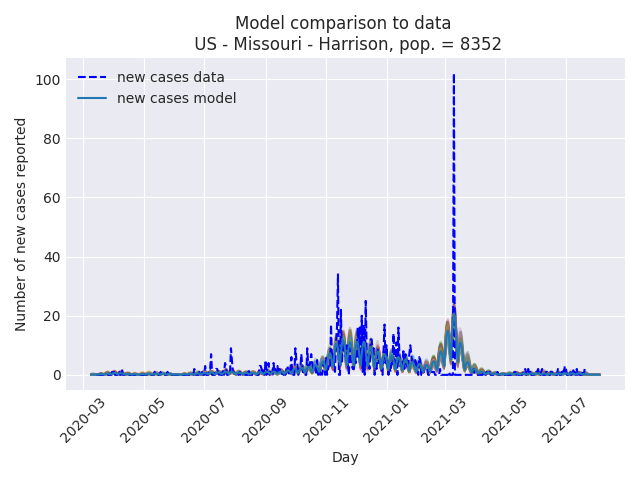 Model comparison to data
US - Missouri - Harrison, pop. = 8352
new cases data
new cases model
Number of new cases reported
100
80
60
40
20
0
2020-03
2020-05
2020-07
2020-09
2020-11
2021-01
2021-03
2021-05
2021-07
Day